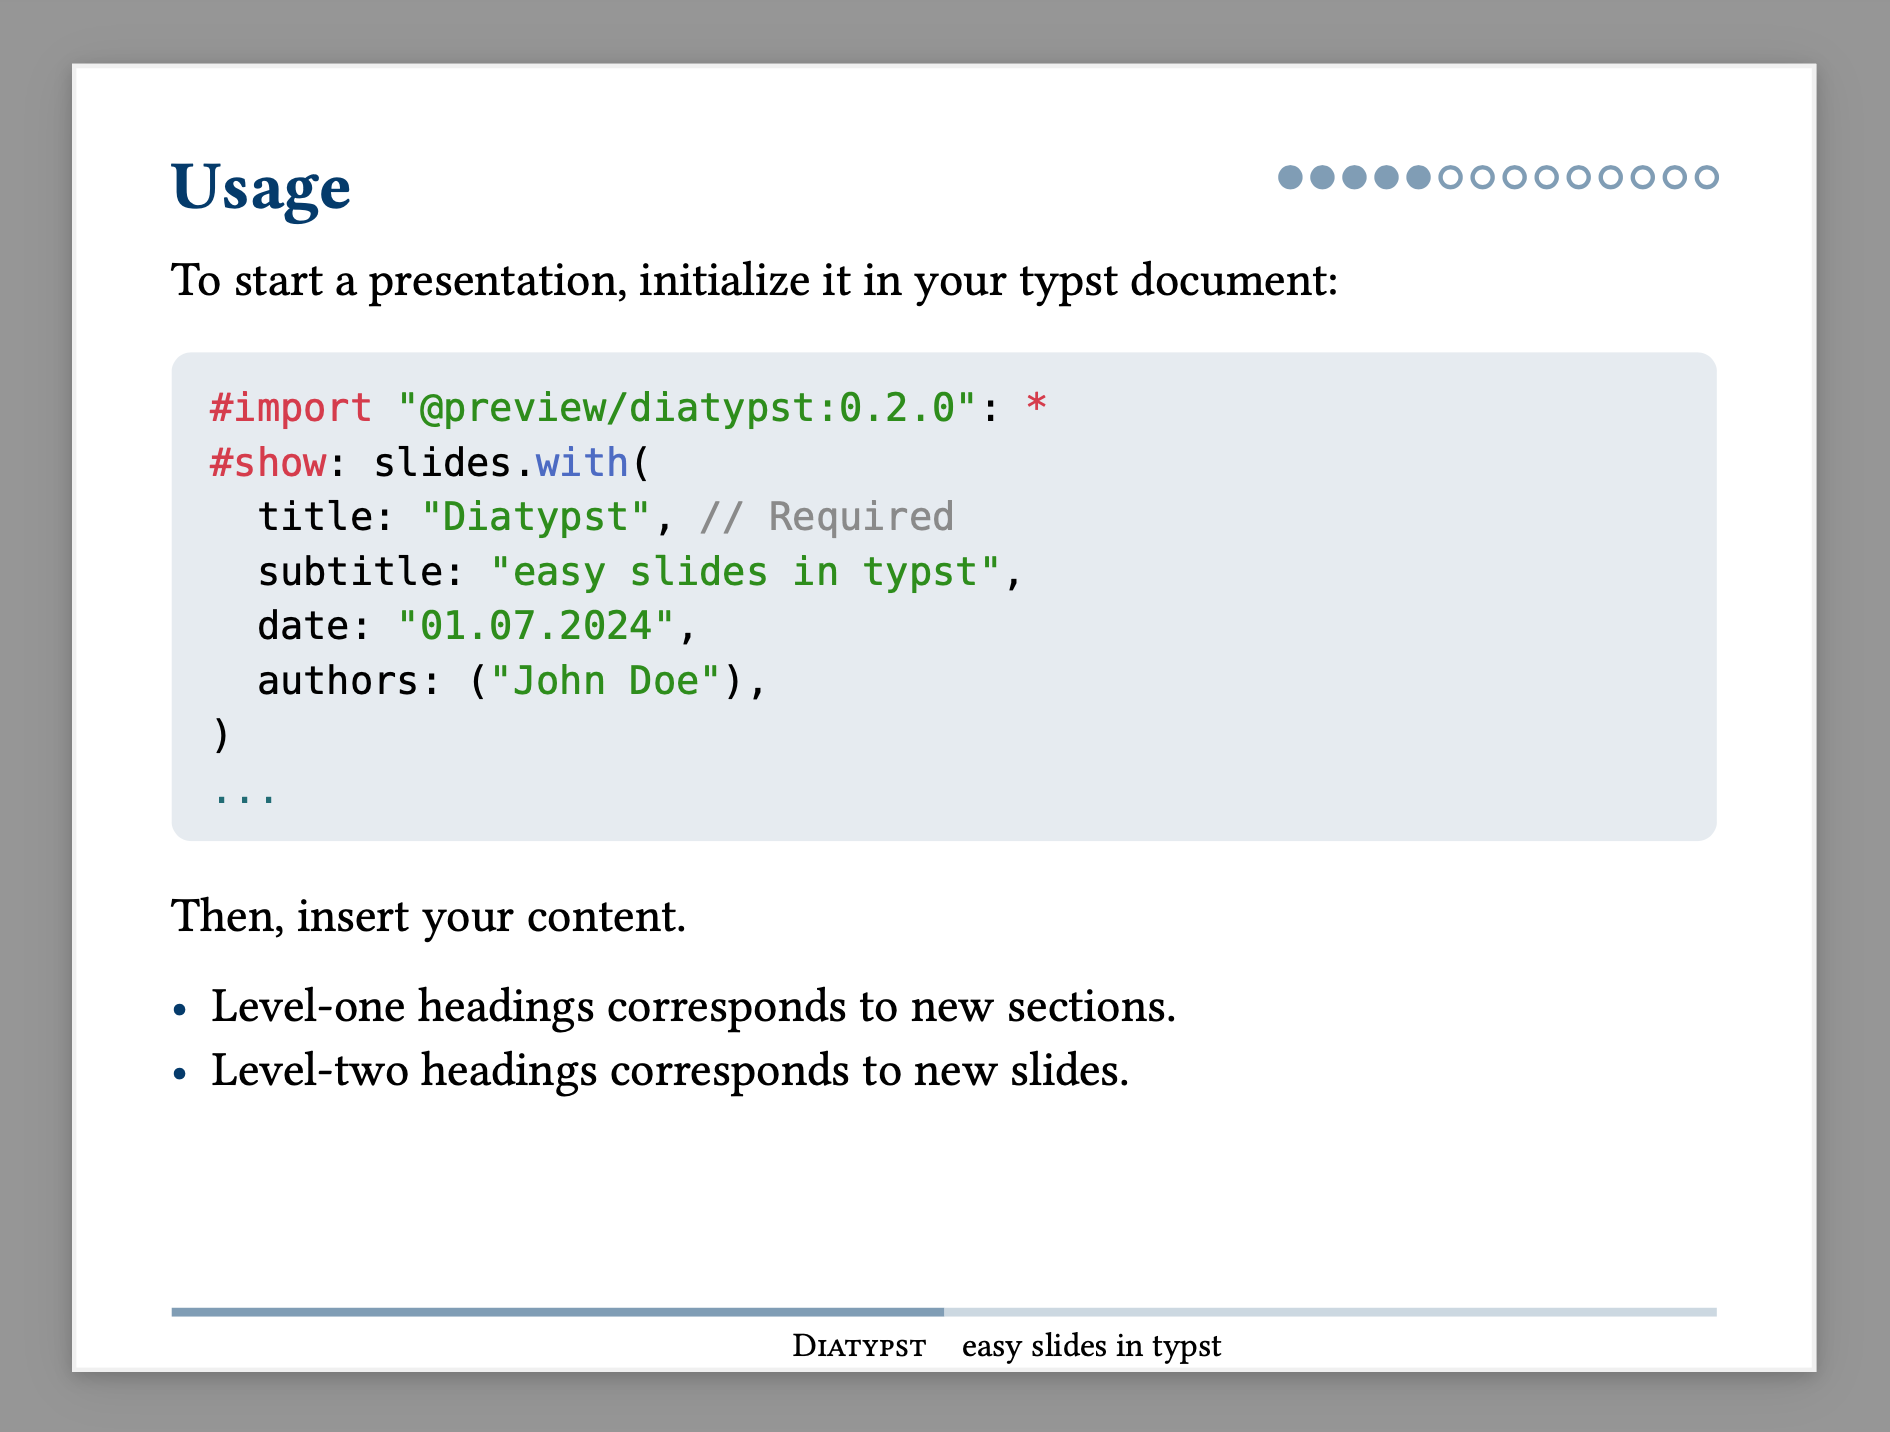 Usage
To start a presentation, initialize it in your typst document:
#import "@preview/diatypst:0.2.0": *
#show: slides.with(
  title: "Diatypst", // Required
  subtitle: "easy slides in typst",
  date: "01.07.2024",
  authors: ("John Doe"),
)
...
Then, insert your content.
• Level-one headings corresponds to new sections.
• Level-two headings corresponds to new slides.
Diatypst easy slides in typst